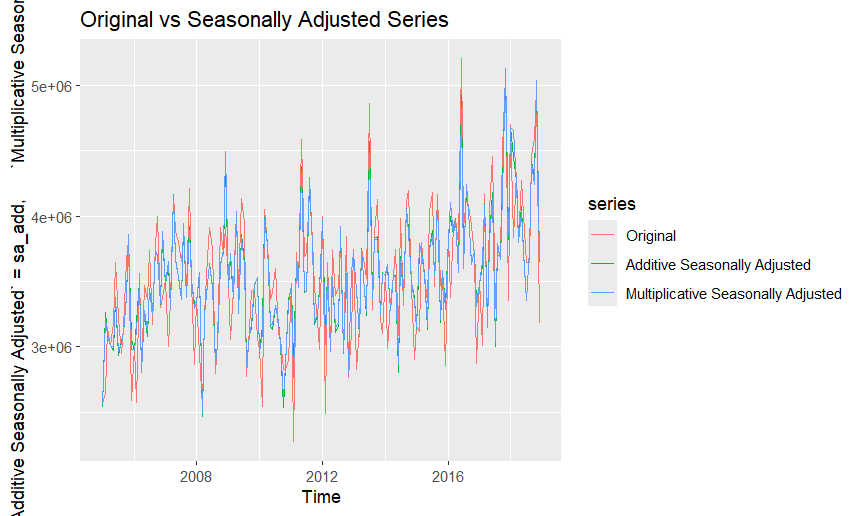 Original vs Seasonally Adjusted Series
Additive Seasonally Adjusted` = sa_add, `Multiplicative Season
5e+06
4e+06
3e+06
2008
2012
2016
Time
series
Original
Additive Seasonally Adjusted
Multiplicative Seasonally Adjusted